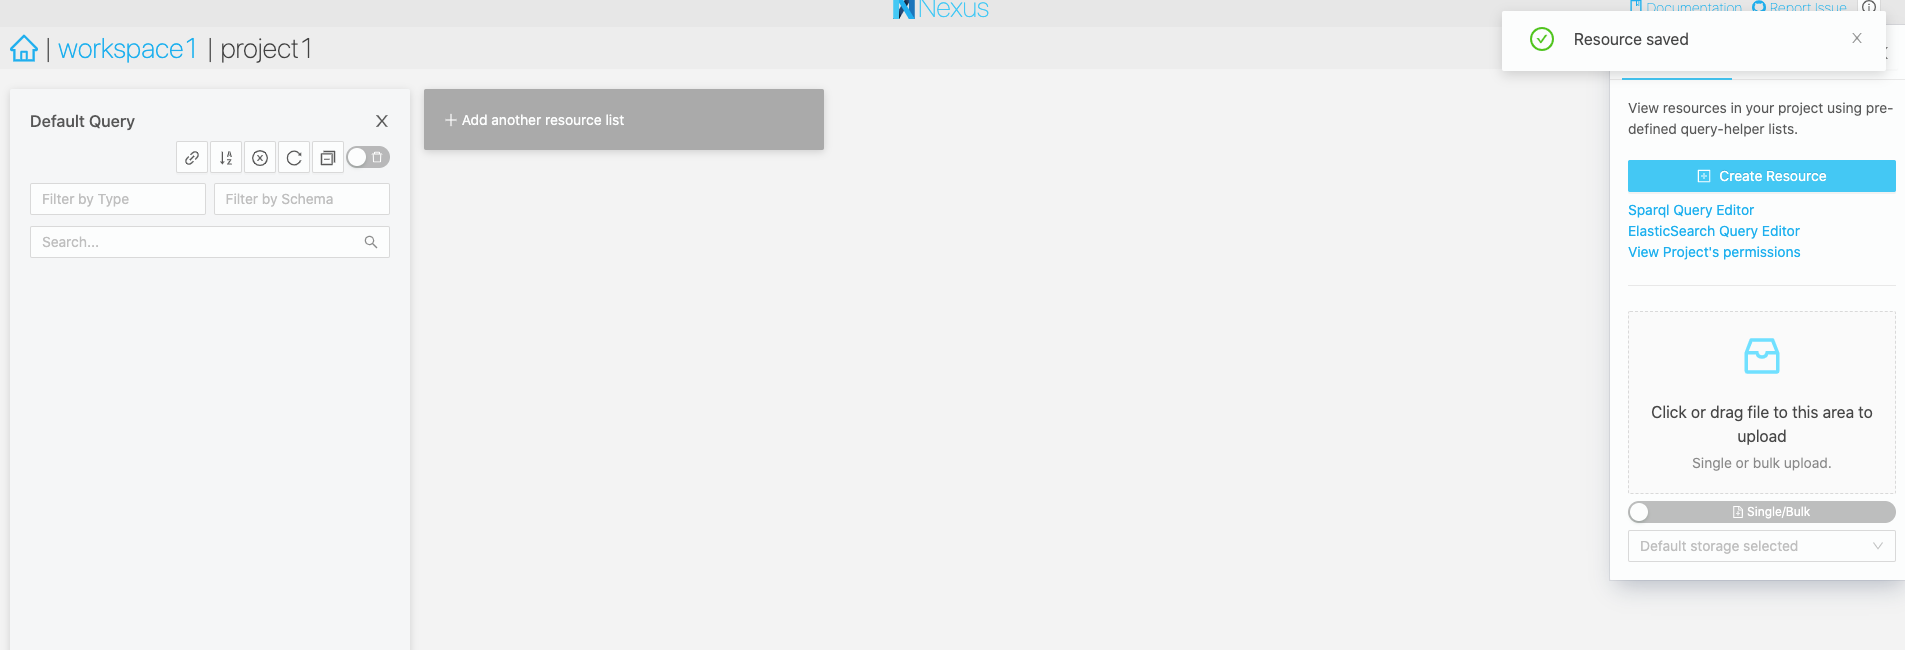 Nexus
Documentation Report Issue
| workspace1 | project1
Resource saved
Default Query
Add another resource list
Filter by Type Filter by Schema
Search...
View resources in your project using pre-
defined query-helper lists.
Create Resource
Sparql Query Editor
ElasticSearch Query Editor
View Project's permissions
Click or drag file to this area to
upload
Single or bulk upload.
Single/Bulk
Default storage selected